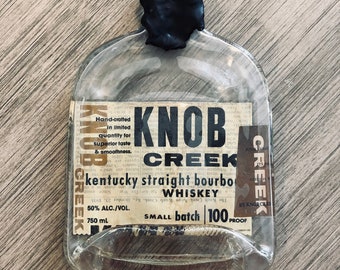 Hand-crafted
in limited
quantity for
superior taste
& smoothness.
KNOB
CREEK
KNOB
CREEK
kentucky straight bourbo
WHISKEY
50% ALC./VOL.
750 mL
SMALL batch
100 PROOF
CREEK